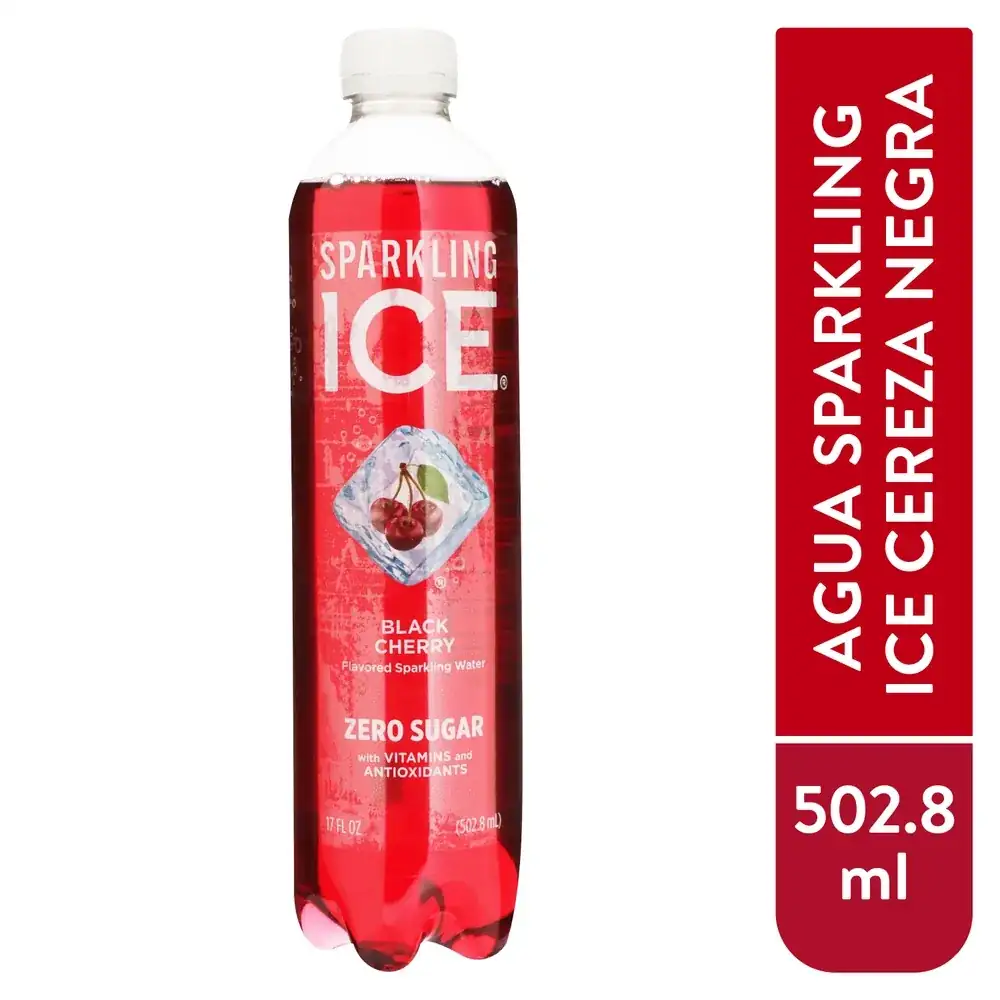 SPARKLING
ICE®
®
BLACK
CHERRY
Flavored Sparkling Water
ZERO SUGAR
with VITAMINS and
ANTIOXIDANTS
17 FL OZ (502.8 mL)
AGUA SPARKLING
ICE CEREZA NEGRA
502.8
ml